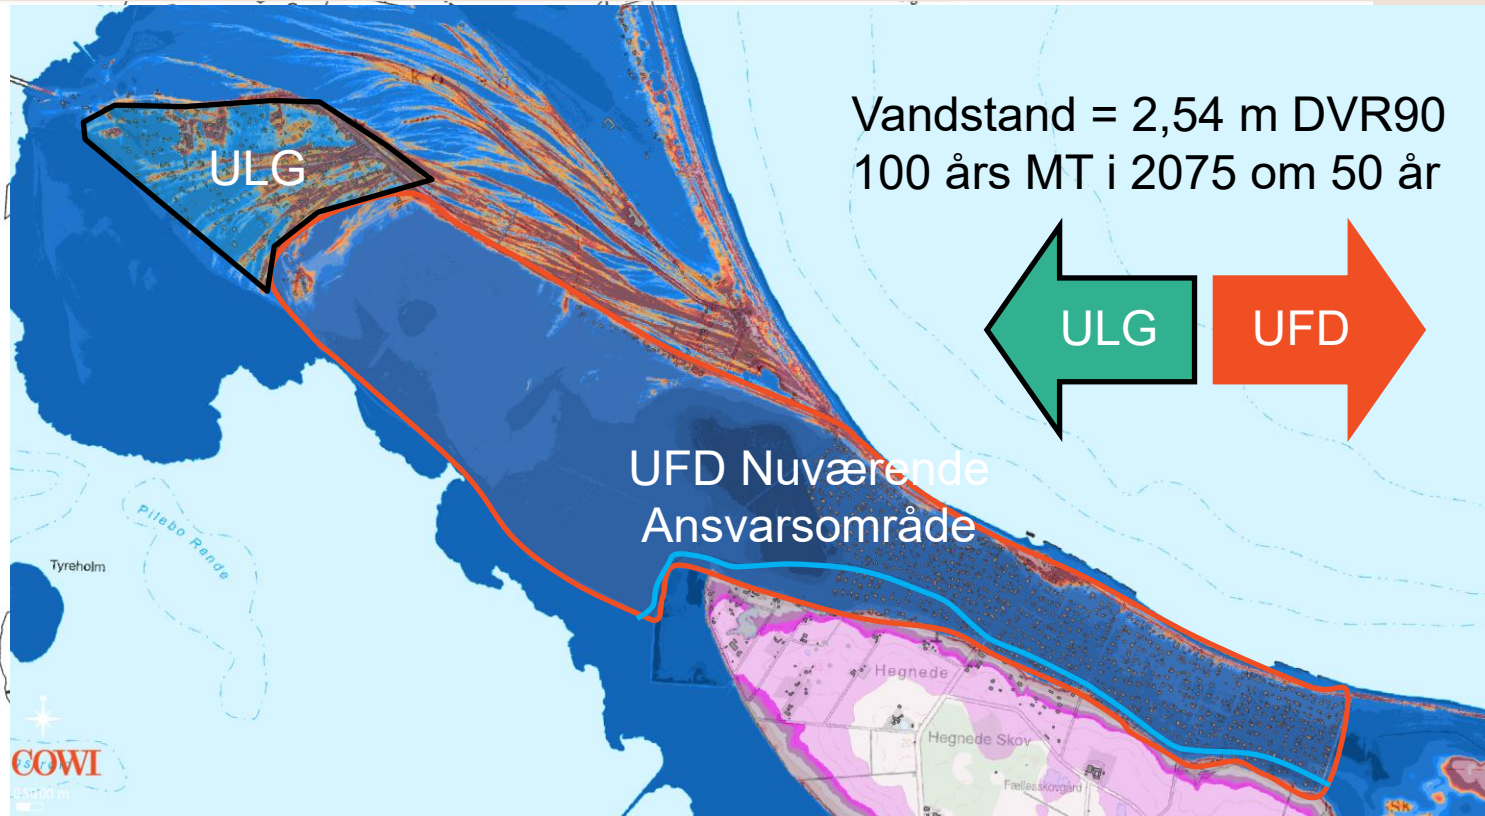 Vandstand = 2,54 m DVR90
100 års MT i 2075 om 50 år
ULG
ULG
UFD
UFD Nuværende
Ansvarsområde
Pilebo Rende
Tyreholm
Hegnede
Hegnede Skov
Fællesskovgård
COWI
Sk